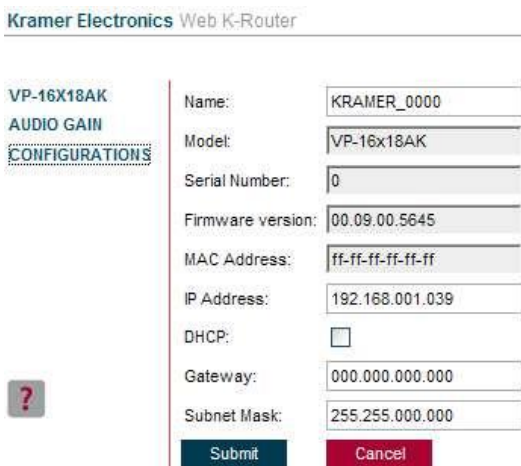 Kramer Electronics Web K-Router
VP-16X18AK
AUDIO GAIN
CONFIGURATIONS
Name: KRAMER_0000
Model: VP-16x18AK
Serial Number: 0
Firmware version: 00.09.00.5645
MAC Address: ff-ff-ff-ff-ff-ff
IP Address: 192.168.001.039
DHCP:
Gateway: 000.000.000.000
Subnet Mask: 255.255.000.000
?
Submit Cancel